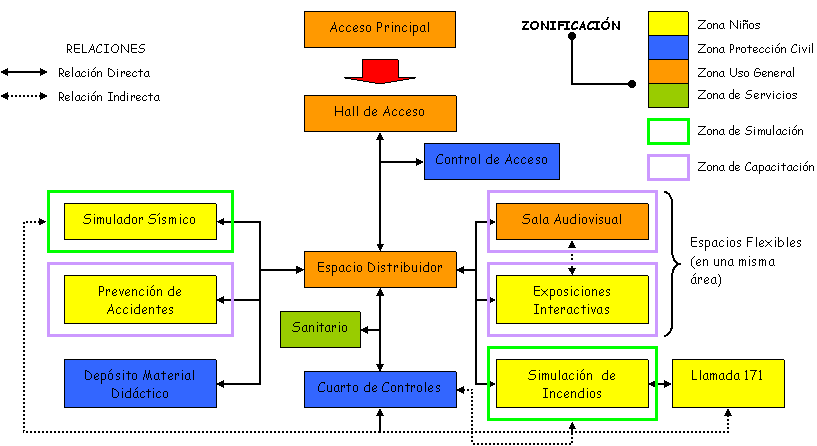 Acceso Principal
ZONIFICACIÓN
Zona Niños
Zona Protección Civil
Zona Uso General
Zona de Servicios
Zona de Simulación
Zona de Capacitación
RELACIONES
Relación Directa
Relación Indirecta
Hall de Acceso
Control de Acceso
Simulador Sísmico
Sala Audiovisual
Espacios Flexibles
(en una misma
área)
Espacio Distribuidor
Prevención de
Accidentes
Exposiciones
Interactivas
Sanitario
Depósito Material
Didáctico
Cuarto de Controles
Simulación de
Incendios
Llamada 171